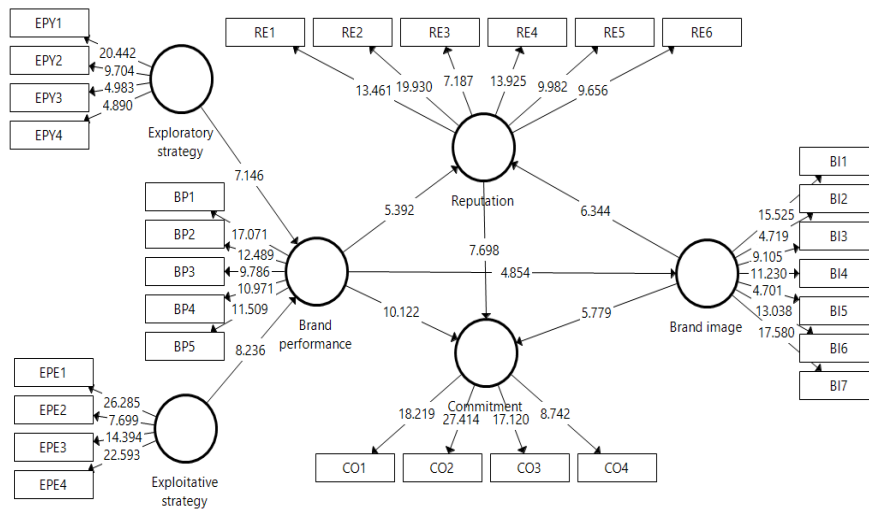 RE1 RE2 RE3 RE4 RE5 RE6
EPY1
EPY2
EPY3
EPY4
20.442
9.704
4.983
4.890
Exploratory
strategy
13.461
19.930
7.187
13.925
9.982
9.656
Reputation
7.146
5.392
6.344
BP1
BP2
BP3
BP4
BP5
17.071
12.489
9.786
10.971
11.509
Brand
performance
7.698
4.854
10.122
5.779
8.236
BI1
BI2
BI3
BI4
BI5
BI6
BI7
15.525
4.719
9.105
11.230
4.701
13.038
17.580
Brand image
EPE1
EPE2
EPE3
EPE4
26.285
7.699
14.394
22.593
Exploitative
strategy
Commitment
18.219
27.414
17.120
8.742
CO1 CO2 CO3 CO4